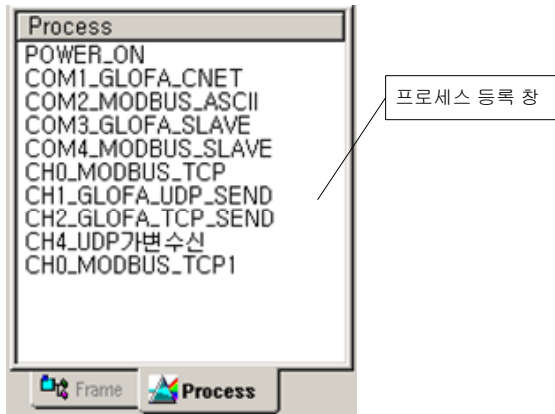 Process
POWER_ON
COM1_GLOFA_CNET
COM2_MODBUS_ASCII
COM3_GLOFA_SLAVE
COM4_MODBUS_SLAVE
CH0_MODBUS_TCP
CH1_GLOFA_UDP_SEND
CH2_GLOFA_TCP_SEND
CH4_UDP가변수신
CH0_MODBUS_TCP1
프로세스 등록 창
Frame
Process